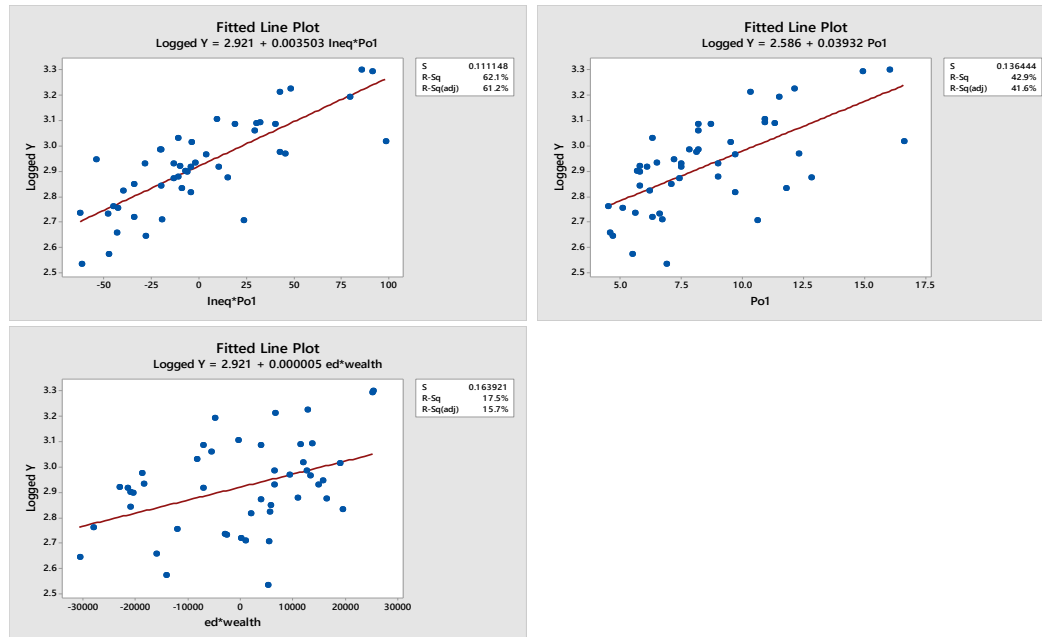 Fitted Line Plot
Logged Y = 2.921 + 0.003503 Ineq*Po1
S 0.111148
R-Sq 62.1%
R-Sq(adj) 61.2%
3.3
3.2
3.1
3.0
2.9
2.8
2.7
2.6
2.5
Logged Y
-50 -25 0 25 50 75 100
Ineq*Po1
Fitted Line Plot
Logged Y = 2.586 + 0.03932 Po1
S 0.136444
R-Sq 42.9%
R-Sq(adj) 41.6%
3.3
3.2
3.1
3.0
2.9
2.8
2.7
2.6
2.5
Logged Y
5.0 7.5 10.0 12.5 15.0 17.5
Po1
Fitted Line Plot
Logged Y = 2.921 + 0.000005 ed*wealth
S 0.163921
R-Sq 17.5%
R-Sq(adj) 15.7%
3.3
3.2
3.1
3.0
2.9
2.8
2.7
2.6
2.5
Logged Y
-30000 -20000 -10000 0 10000 20000 30000
ed*wealth